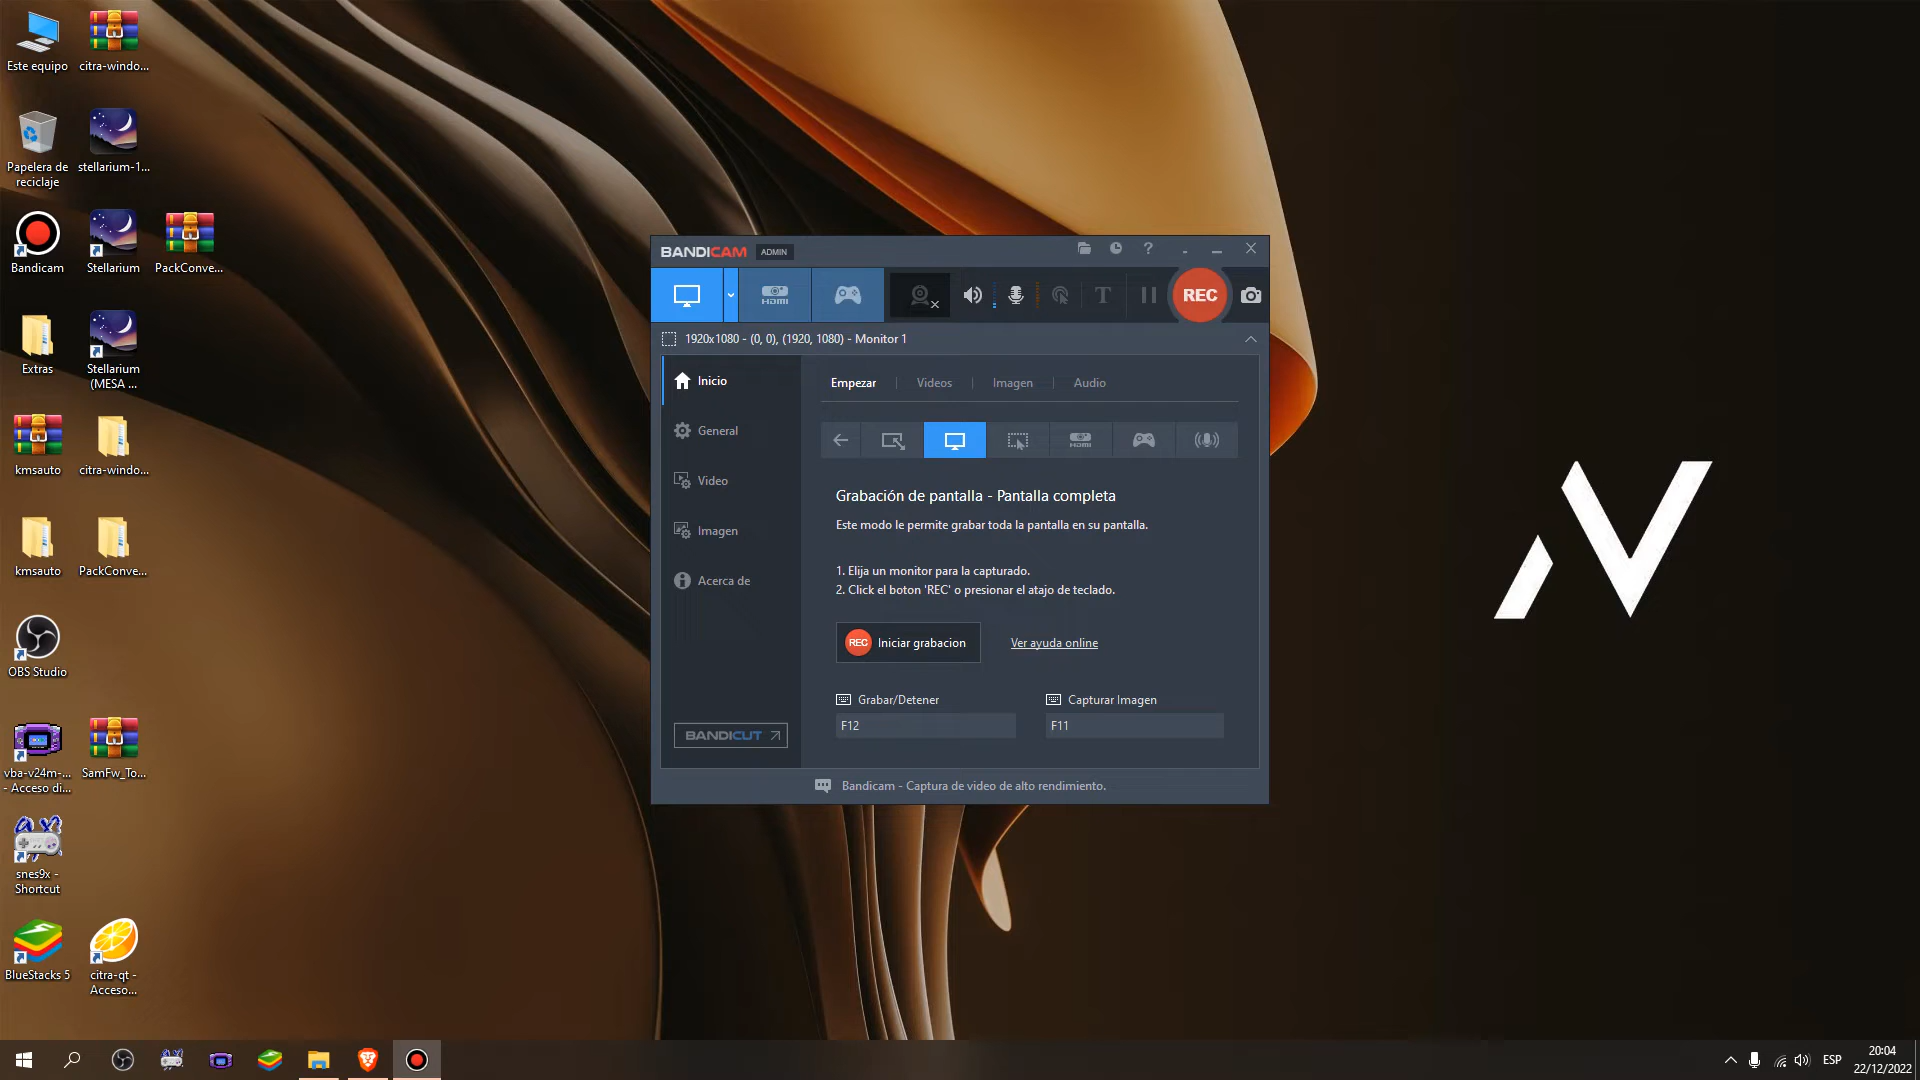 Este equipo
citra-windo...
Papelera de
reciclaje
stellarium-1...
Bandicam
Stellarium
PackConve...
Extras
Stellarium
(MESA ...
kmsauto
citra-windo...
kmsauto
PackConve...
OBS Studio
vba-v24m-...
- Acceso di...
SamFw_To...
snes9x -
Shortcut
BlueStacks 5
citra-qt -
Acceso...
BANDICAM ADMIN
HDMI
T
REC
1920x1080 - (0, 0), (1920, 1080) - Monitor 1
Inicio
General
Video
Imagen
Acerca de
BANDICUT
Empezar
Videos
Imagen
Audio
HDMI
Grabación de pantalla - Pantalla completa
Este modo le permite grabar toda la pantalla en su pantalla.
1. Elija un monitor para la capturado.
2. Click el boton 'REC' o presionar el atajo de teclado.
REC Iniciar grabacion
Ver ayuda online
Grabar/Detener
Capturar Imagen
F12
F11
Bandicam - Captura de video de alto rendimiento.
ESP
20:04
22/12/2022